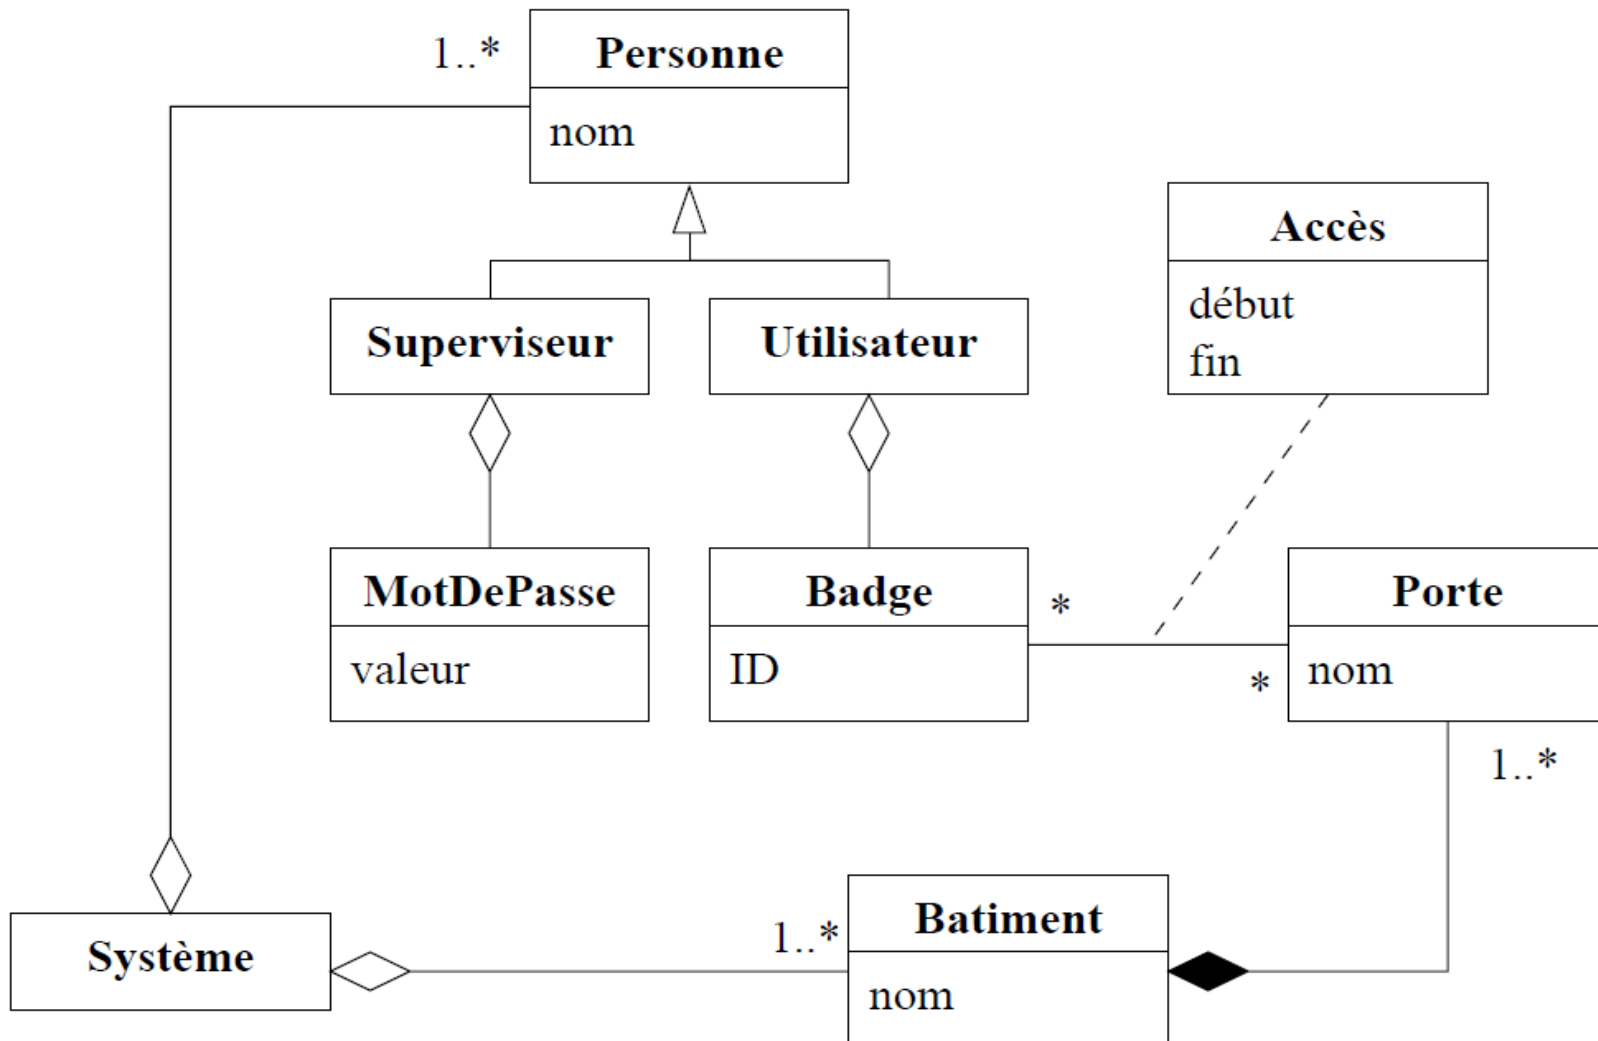 1..*
Personne
nom
Accès
début
fin
Superviseur
Utilisateur
MotDePasse
valeur
Badge
ID
*
*
Porte
nom
1..*
Système
1..*
Batiment
nom